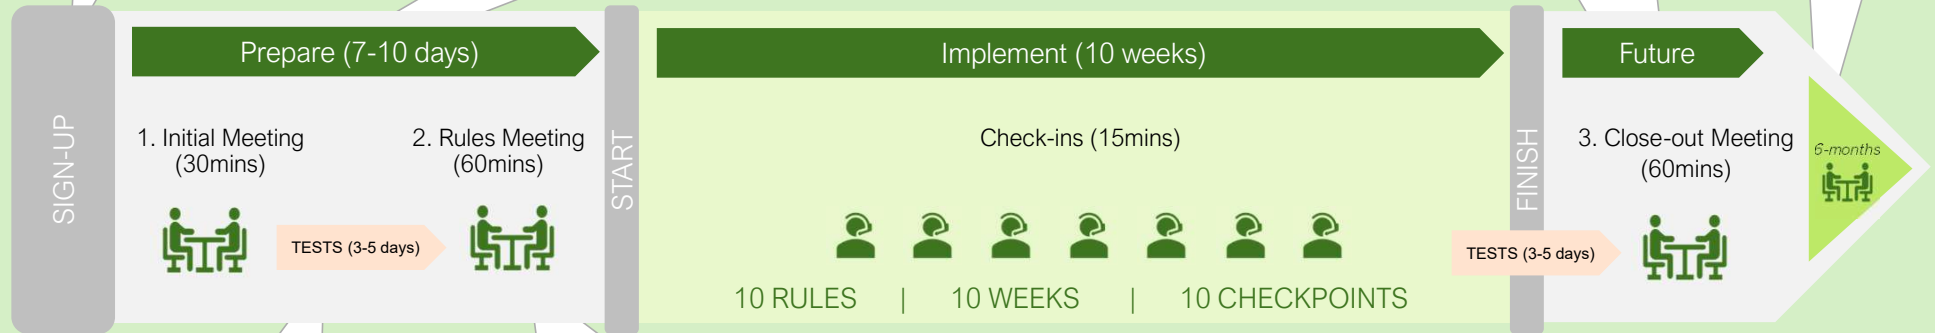 SIGN-UP
Prepare (7-10 days)
1. Initial Meeting
(30mins)
TESTS (3-5 days)
2. Rules Meeting
(60mins)
START
Implement (10 weeks)
Check-ins (15mins)
10 RULES | 10 WEEKS | 10 CHECKPOINTS
FINISH
TESTS (3-5 days)
Future
3. Close-out Meeting
(60mins)
6-months